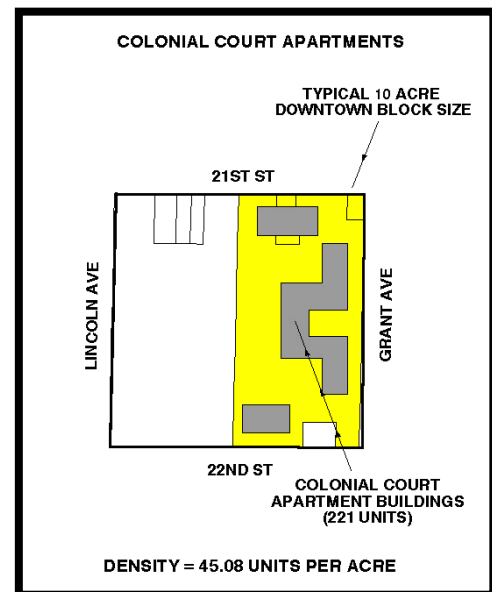 COLONIAL COURT APARTMENTS
TYPICAL 10 ACRE
DOWNTOWN BLOCK SIZE
21ST ST
LINCOLN AVE
GRANT AVE
22ND ST
COLONIAL COURT
APARTMENT BUILDINGS
(221 UNITS)
DENSITY = 45.08 UNITS PER ACRE